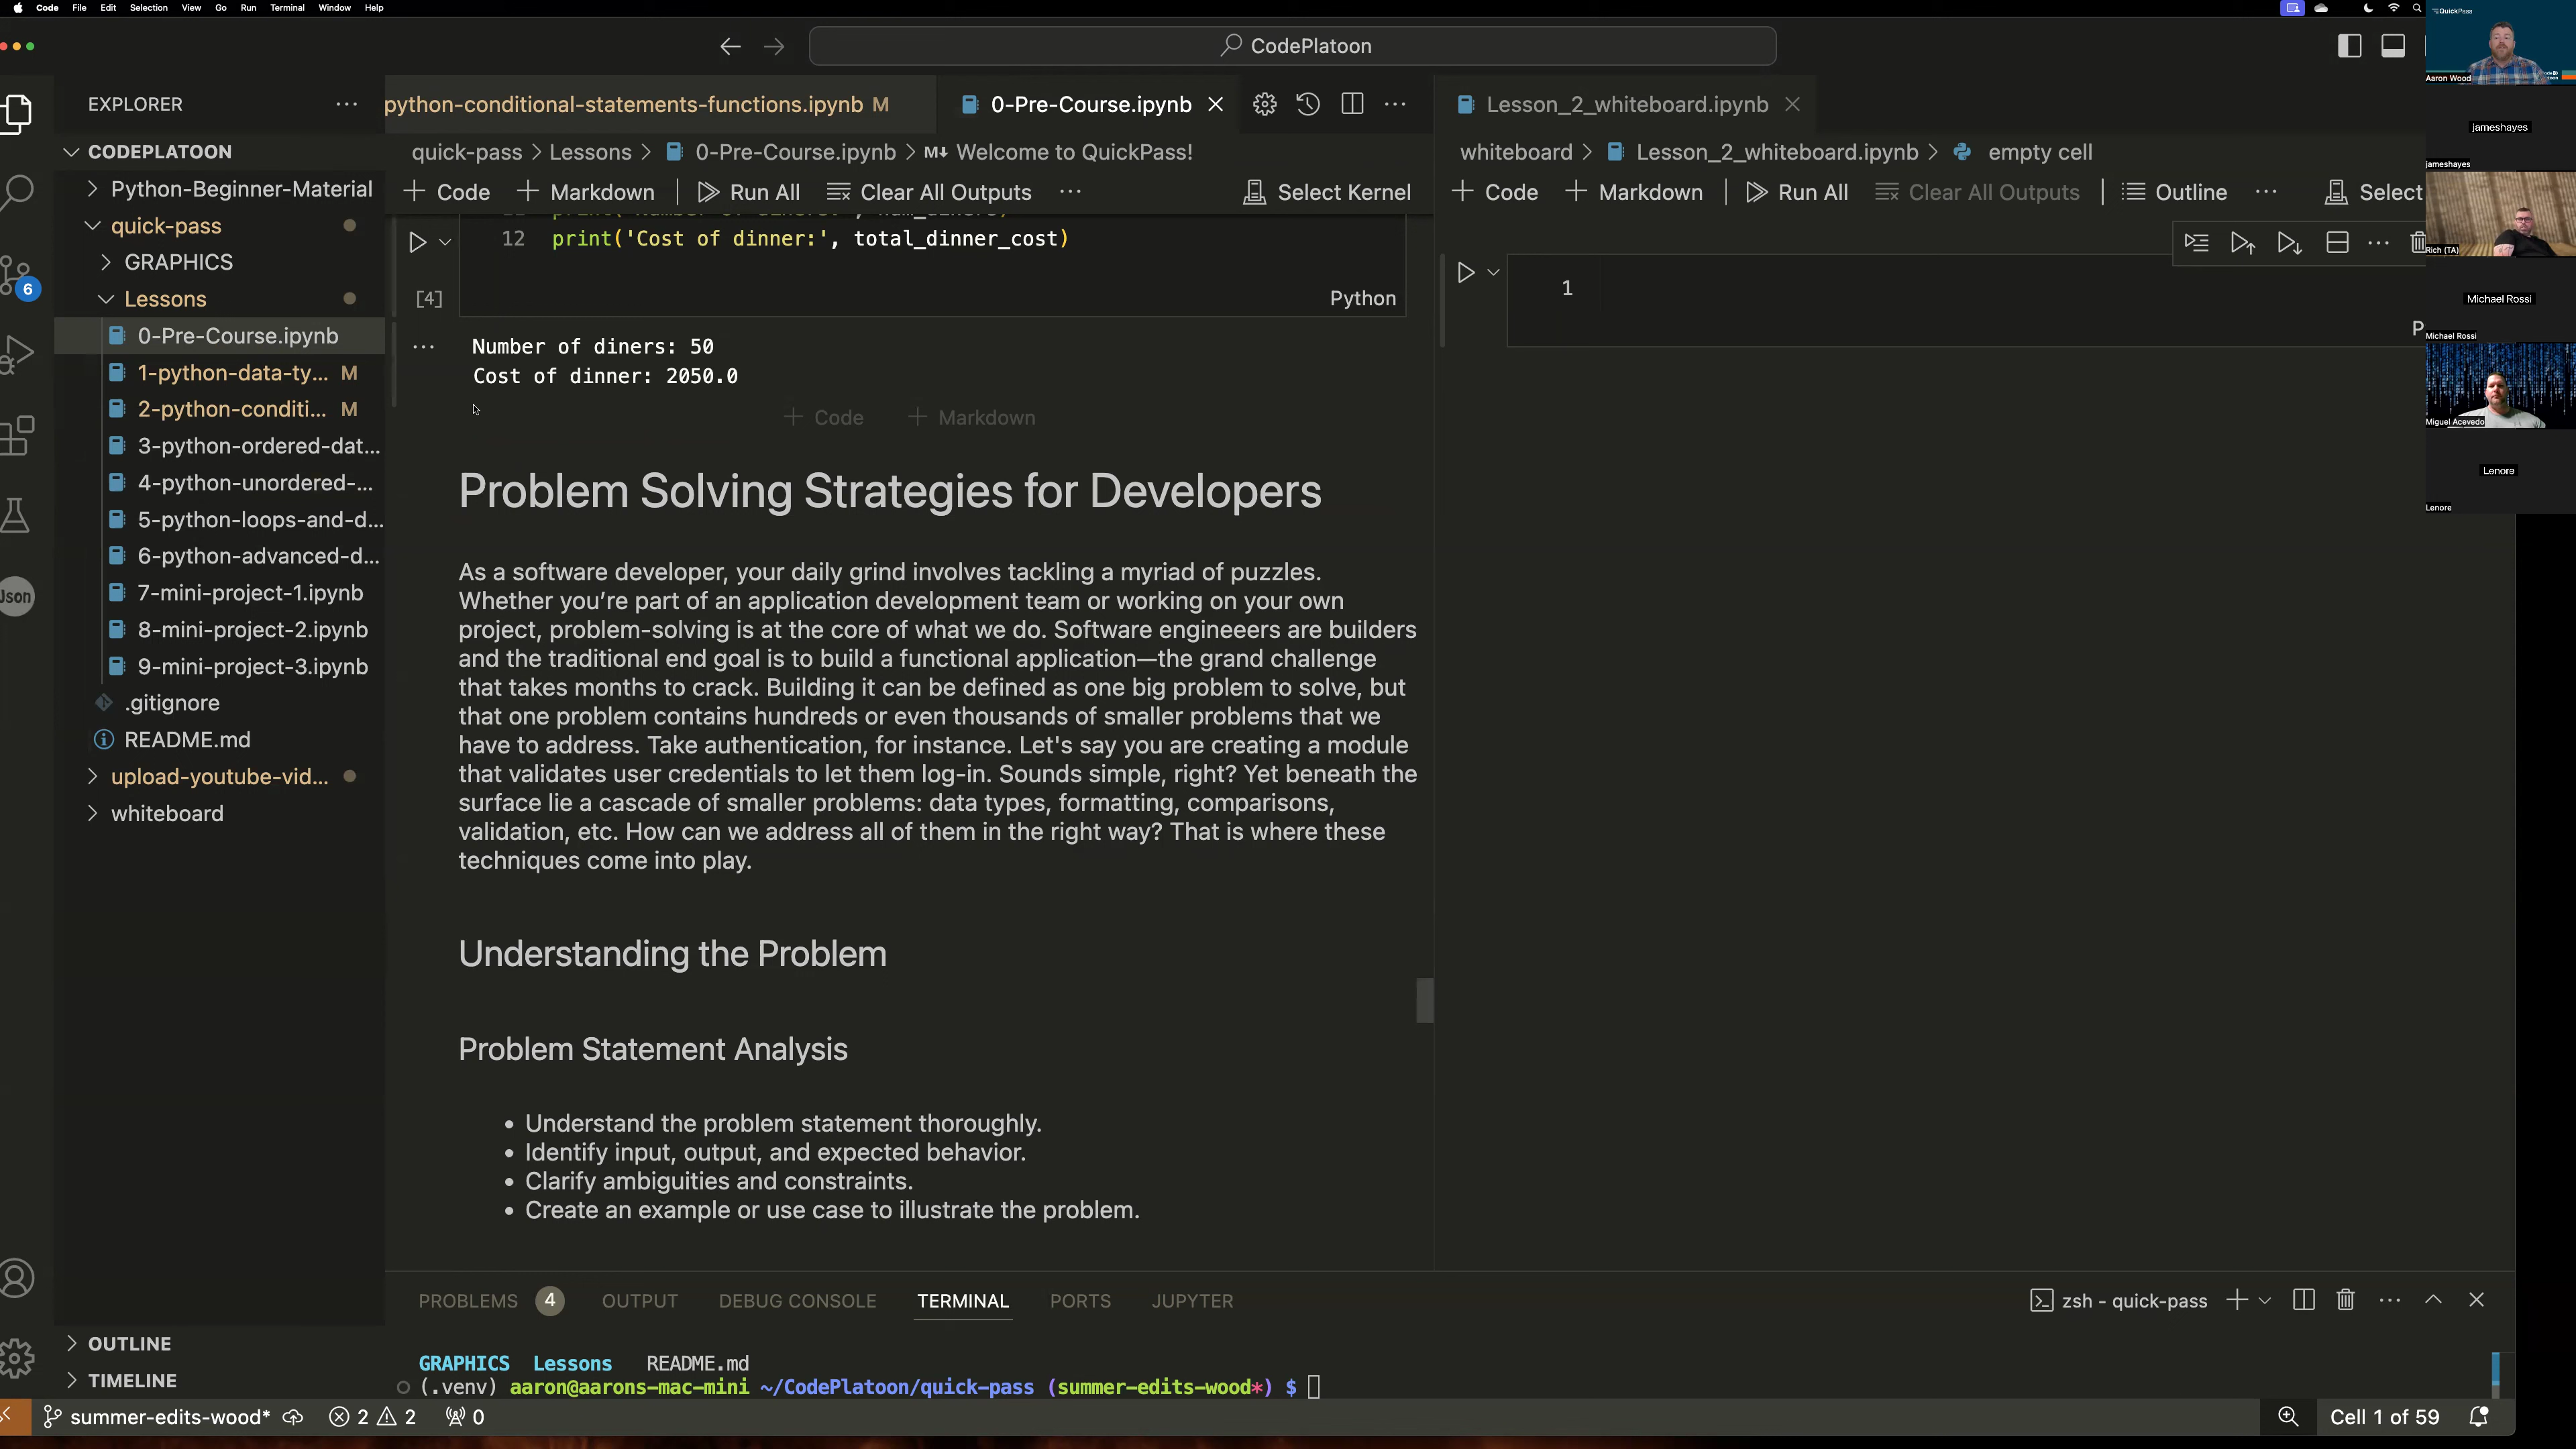 Code File Edit Selection View Go Run Terminal Window Help
CodePlatoon
EXPLORER
CODEPLATOON
Python-Beginner-Material
quick-pass
GRAPHICS
Lessons
0-Pre-Course.ipynb
1-python-data-ty... M
2-python-conditi... M
3-python-ordered-dat...
4-python-unordered-...
5-python-loops-and-d...
6-python-advanced-d...
7-mini-project-1.ipynb
8-mini-project-2.ipynb
9-mini-project-3.ipynb
.gitignore
README.md
upload-youtube-vid...
whiteboard
OUTLINE
TIMELINE
6
Json
python-conditional-statements-functions.ipynb M
0-Pre-Course.ipynb
quick-pass > Lessons > 0-Pre-Course.ipynb > M↓ Welcome to QuickPass!
+ Code + Markdown Run All Clear All Outputs ... Select Kernel
12 print('Cost of dinner:', total_dinner_cost)
[4] Python
Number of diners: 50
Cost of dinner: 2050.0
+ Code + Markdown
Problem Solving Strategies for Developers
As a software developer, your daily grind involves tackling a myriad of puzzles.
Whether you’re part of an application development team or working on your own
project, problem-solving is at the core of what we do. Software engineeers are builders
and the traditional end goal is to build a functional application—the grand challenge
that takes months to crack. Building it can be defined as one big problem to solve, but
that one problem contains hundreds or even thousands of smaller problems that we
have to address. Take authentication, for instance. Let's say you are creating a module
that validates user credentials to let them log-in. Sounds simple, right? Yet beneath the
surface lie a cascade of smaller problems: data types, formatting, comparisons,
validation, etc. How can we address all of them in the right way? That is where these
techniques come into play.
Understanding the Problem
Problem Statement Analysis
• Understand the problem statement thoroughly.
• Identify input, output, and expected behavior.
• Clarify ambiguities and constraints.
• Create an example or use case to illustrate the problem.
Lesson_2_whiteboard.ipynb
whiteboard > Lesson_2_whiteboard.ipynb > empty cell
+ Code + Markdown Run All Clear All Outputs Outline ... Select
1
P
QuickPass
Aaron Wood
jameshayes
jameshayes
Rich (TA)
Michael Rossi
Michael Rossi
Miguel Acevedo
Lenore
Lenore
PROBLEMS 4 OUTPUT DEBUG CONSOLE TERMINAL PORTS JUPYTER
zsh - quick-pass
GRAPHICS Lessons README.md
(.venv) aaron@aarons-mac-mini ~/CodePlatoon/quick-pass (summer-edits-wood*) $
summer-edits-wood* 2 2 0
Cell 1 of 59